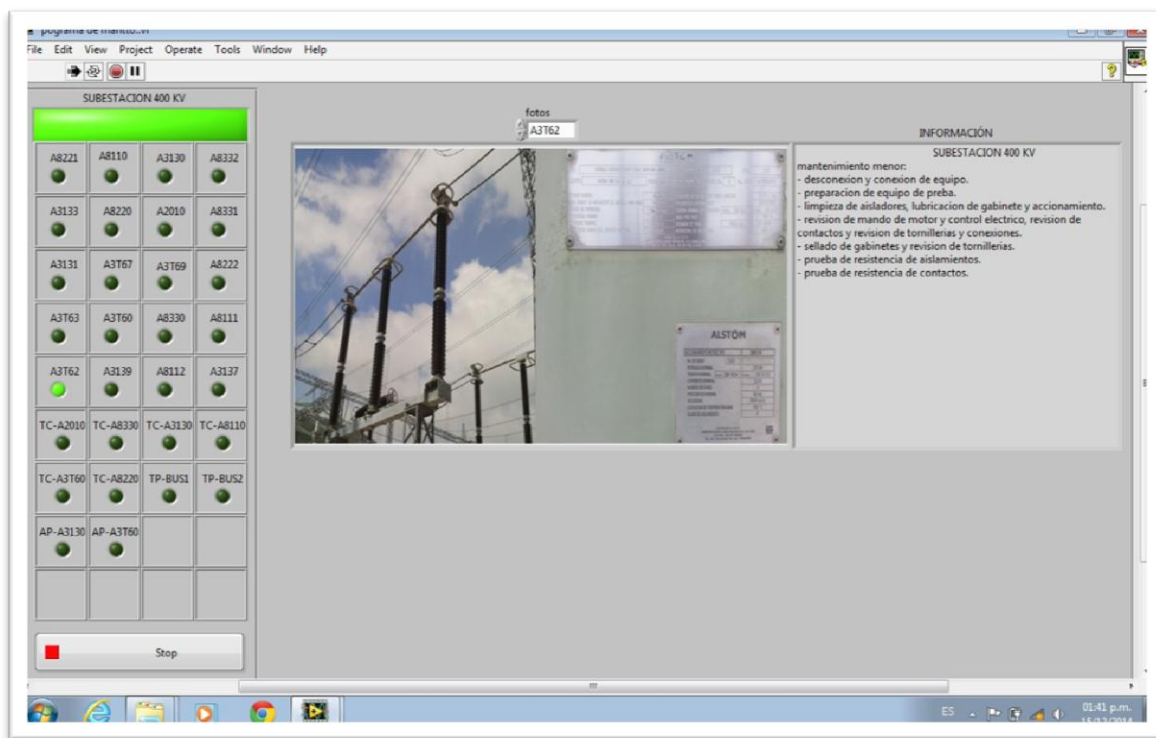 pograma de mantto..vi
File Edit View Project Operate Tools Window Help
SUBESTACION 400 KV
A8221 A8110 A3130 A8332
A3133 A8220 A2010 A8331
A3131 A3T67 A3T69 A8222
A3T63 A3T60 A8330 A8111
A3T62 A3139 A8112 A3137
TC-A2010 TC-A8330 TC-A3130 TC-A8110
TC-A3T60 TC-A8220 TP-BUS1 TP-BUS2
AP-A3130 AP-A3T60
Stop
fotos
A3T62
ALSTOM
INFORMACIÓN
SUBESTACION 400 KV
mantenimiento menor:
- desconexion y conexion de equipo.
- preparacion de equipo de preba.
- limpieza de aisladores, lubricacion de gabinete y accionamiento.
- revision de mando de motor y control electrico, revision de
contactos y revision de tornillerias y conexiones.
- sellado de gabinetes y revision de tornillerias.
- prueba de resistencia de aislamientos.
- prueba de resistencia de contactos.
ES
01:41 p.m.
15/12/2014